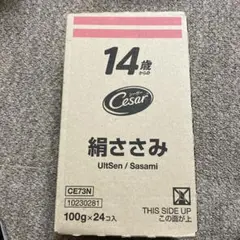 14歳からの
シーザー
Cesar
絹ささみ
UltSen / Sasami
CE73N
10230281
100g×24コ入
THIS SIDE UP
この面が上